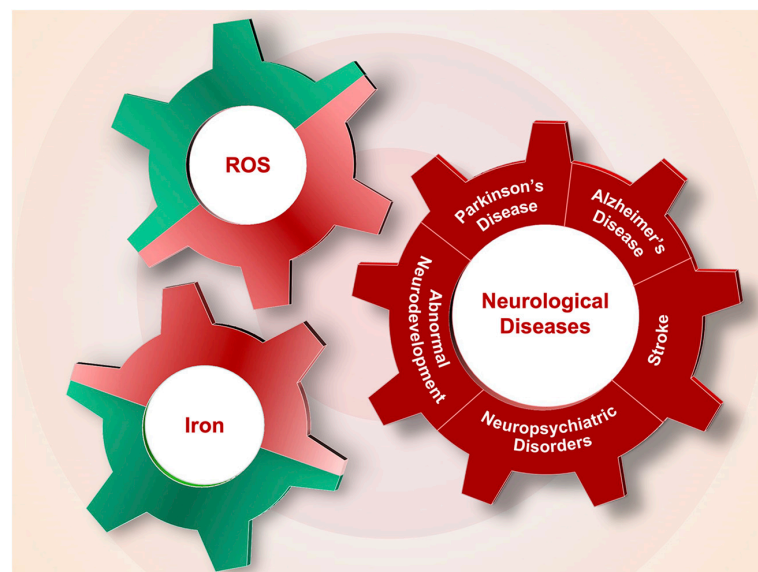 ROS
Iron
Neurological
Diseases
Parkinson's
Disease
Alzheimer's
Disease
Stroke
Neuropsychiatric
Disorders
Abnormal
Neurodevelopment